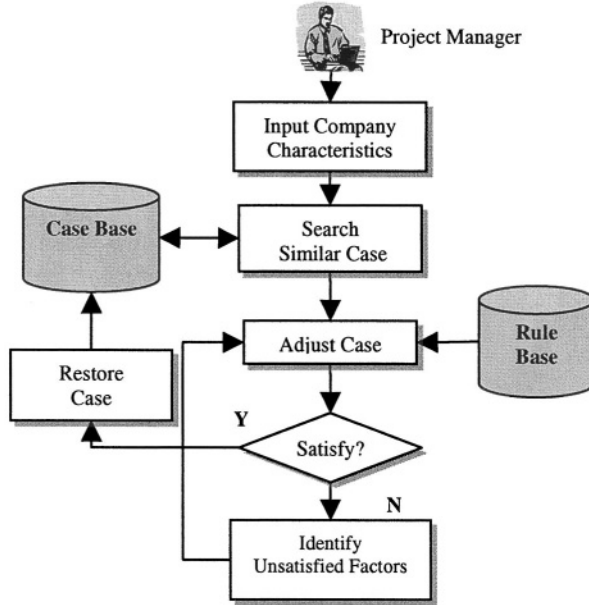 Project Manager
Input Company
Characteristics
Case Base
Search
Similar Case
Rule
Base
Adjust Case
Restore
Case
Y
Satisfy?
N
Identify
Unsatisfied Factors